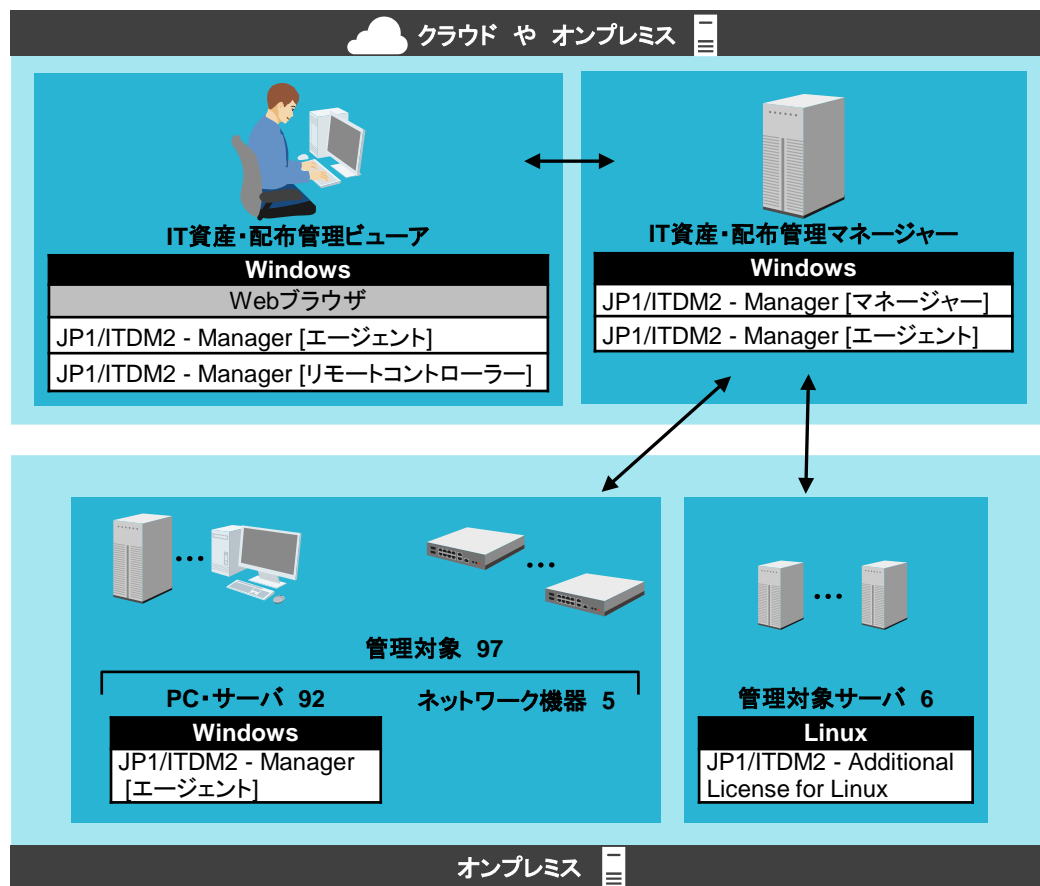 クラウド や オンプレミス
IT資産・配布管理ビューア
Windows
Webブラウザ
JP1/ITDM2 - Manager [エージェント]
JP1/ITDM2 - Manager [リモートコントローラー]
IT資産・配布管理マネージャー
Windows
JP1/ITDM2 - Manager [マネージャー]
JP1/ITDM2 - Manager [エージェント]
管理対象 97
PC・サーバ 92
Windows
JP1/ITDM2 - Manager
[エージェント]
ネットワーク機器 5
管理対象サーバ 6
Linux
JP1/ITDM2 - Additional
License for Linux
オンプレミス